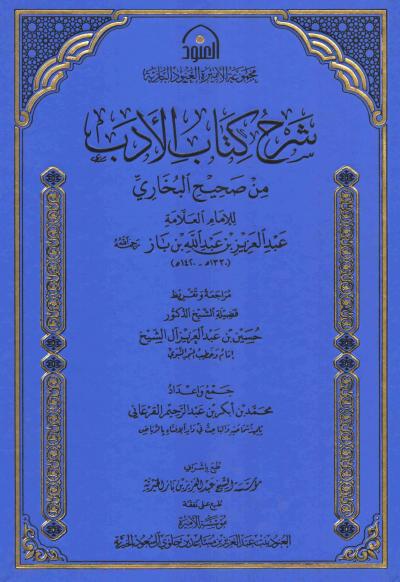 العنود
مجموعة الأميرة العنود الخيرية
شرح كتاب الأدب
من صحيح البخاري
للإمام العلامة
عبد العزيز بن عبد الله بن باز رحمه الله
(١٣٣٠هـ - ١٤٢٠هـ)
مراجعة وتقريظ
فضيلة الشيخ الدكتور
حسين بن عبد العزيز آل الشيخ
إمام وخطيب المسجد النبوي
جمع وإعداد
محمد بن أبكر بن عبد الرحيم الفرعاني
طبع بإشراف
مؤسسة الشيخ عبد العزيز بن باز الخيرية
طبع على نفقة
مؤسسة الأميرة
العنود بنت عبد العزيز بن مساعد بن جلوي آل سعود الخيرية